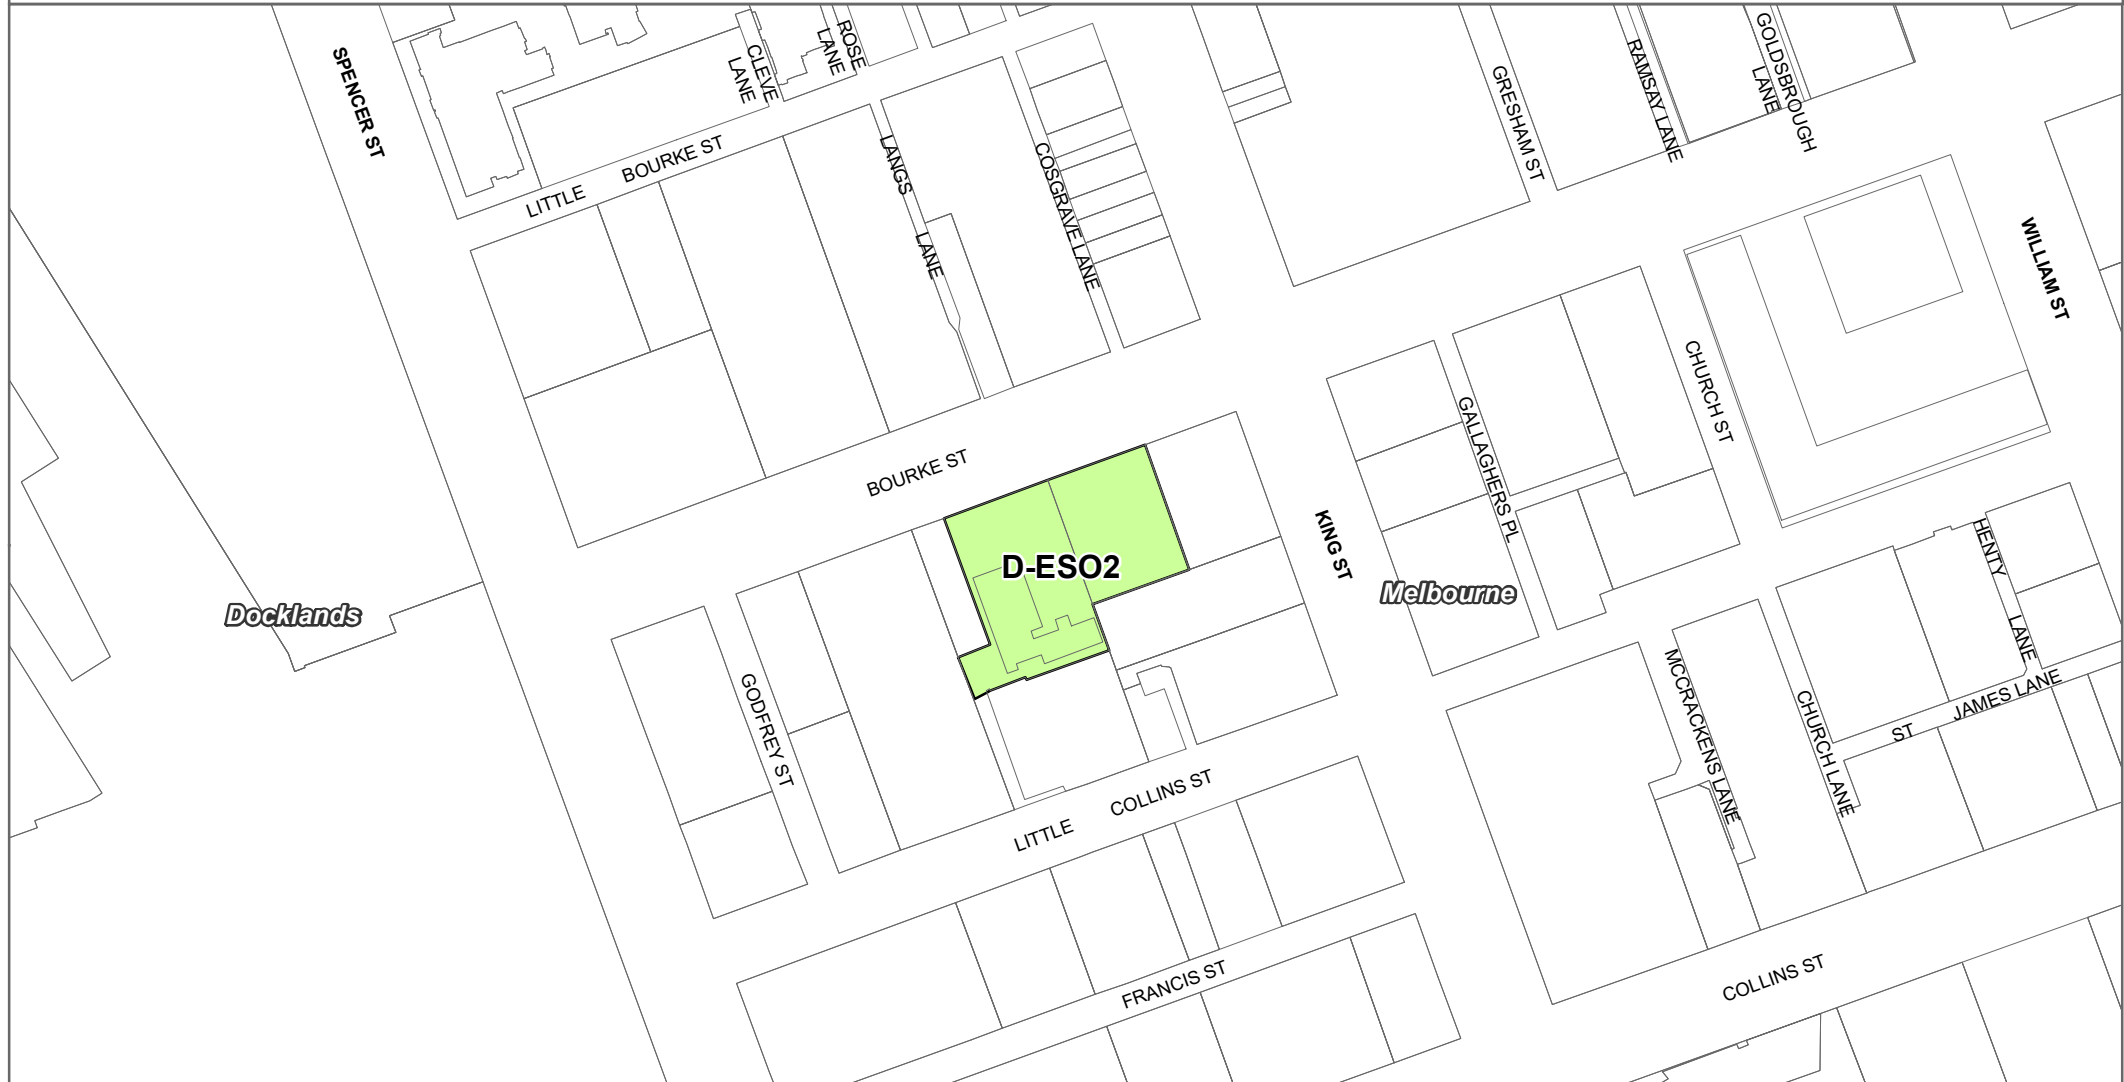 SPENCER ST
CLEVE
LANE
ROSE
LANE
GRESHAM ST
RAMSAY LANE
GOLDSBROUGH
LANE
LITTLE BOURKE ST
LANGS LANE
COSGRAVE LANE
WILLIAM ST
CHURCH ST
GALLAGHERS PL
BOURKE ST
KING ST
D-ESO2
Melbourne
Docklands
HENTY LANE
GODFREY ST
MCCRACKENS LANE
CHURCH LANE
ST JAMES LANE
L
LITTLE COLLINS ST
FRANCIS ST
COLLINS ST